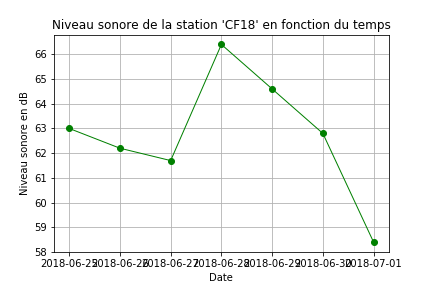 Niveau sonore de la station 'CF18' en fonction du temps
Niveau sonore en dB
66
65
64
63
62
61
60
59
58
2018-06-25 2018-06-26 2018-06-27 2018-06-28 2018-06-29 2018-06-30 2018-07-01
Date